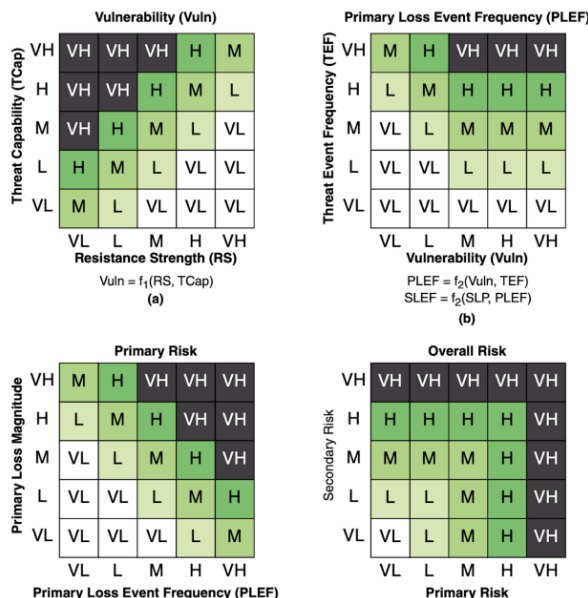 Vulnerability (Vuln)
Threat Capability (TCap)
VH VH VH VH H M
H VH VH H M L
M VH H M L VL
L H M L VL VL
VL M L VL VL VL
VL L M H VH
Resistance Strength (RS)
Vuln = f1(RS, TCap)
(a)
Primary Loss Event Frequency (PLEF)
Threat Event Frequency (TEF)
VH M H VH VH VH
H L M H H H
M VL L M M M
L VL VL L L L
VL VL VL VL VL VL
VL L M H VH
Vulnerability (Vuln)
PLEF = f2(Vuln, TEF)
SLEF = f2(SLP, PLEF)
(b)
Primary Risk
Primary Loss Magnitude
VH M H VH VH VH
H L M H VH VH
M VL L M H VH
L VL VL L M H
VL VL VL VL L M
VL L M H VH
Primary Loss Event Frequency (PLEF)
Overall Risk
Secondary Risk
VH VH VH VH VH VH
H H H H H VH
M M M M H VH
L L L M H VH
VL VL L M H VH
VL L M H VH
Primary Risk